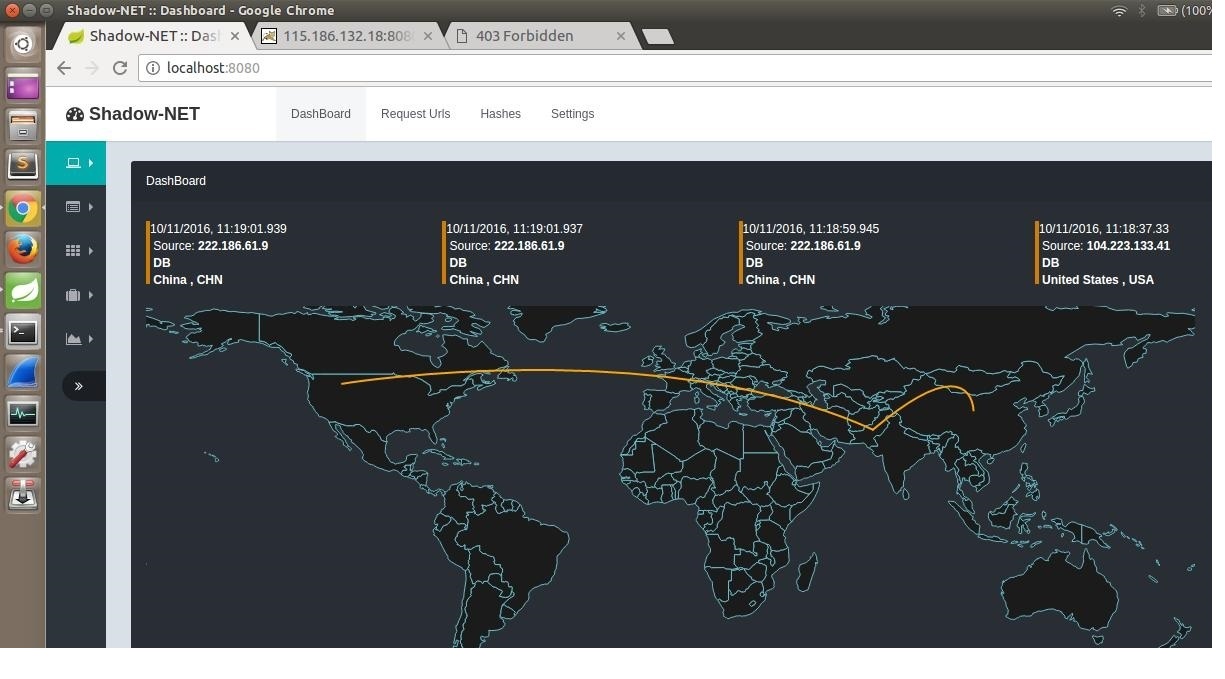 Shadow-NET :: Dashboard - Google Chrome
(100%
Shadow-NET :: Das
115.186.132.18:808
403 Forbidden
localhost:8080
Shadow-NET
DashBoard
Request Urls
Hashes
Settings
DashBoard
10/11/2016, 11:19:01.939
Source: 222.186.61.9
DB
China , CHN
10/11/2016, 11:19:01.937
Source: 222.186.61.9
DB
China , CHN
10/11/2016, 11:18:59.945
Source: 222.186.61.9
DB
China , CHN
10/11/2016, 11:18:37.33
Source: 104.223.133.41
DB
United States , USA